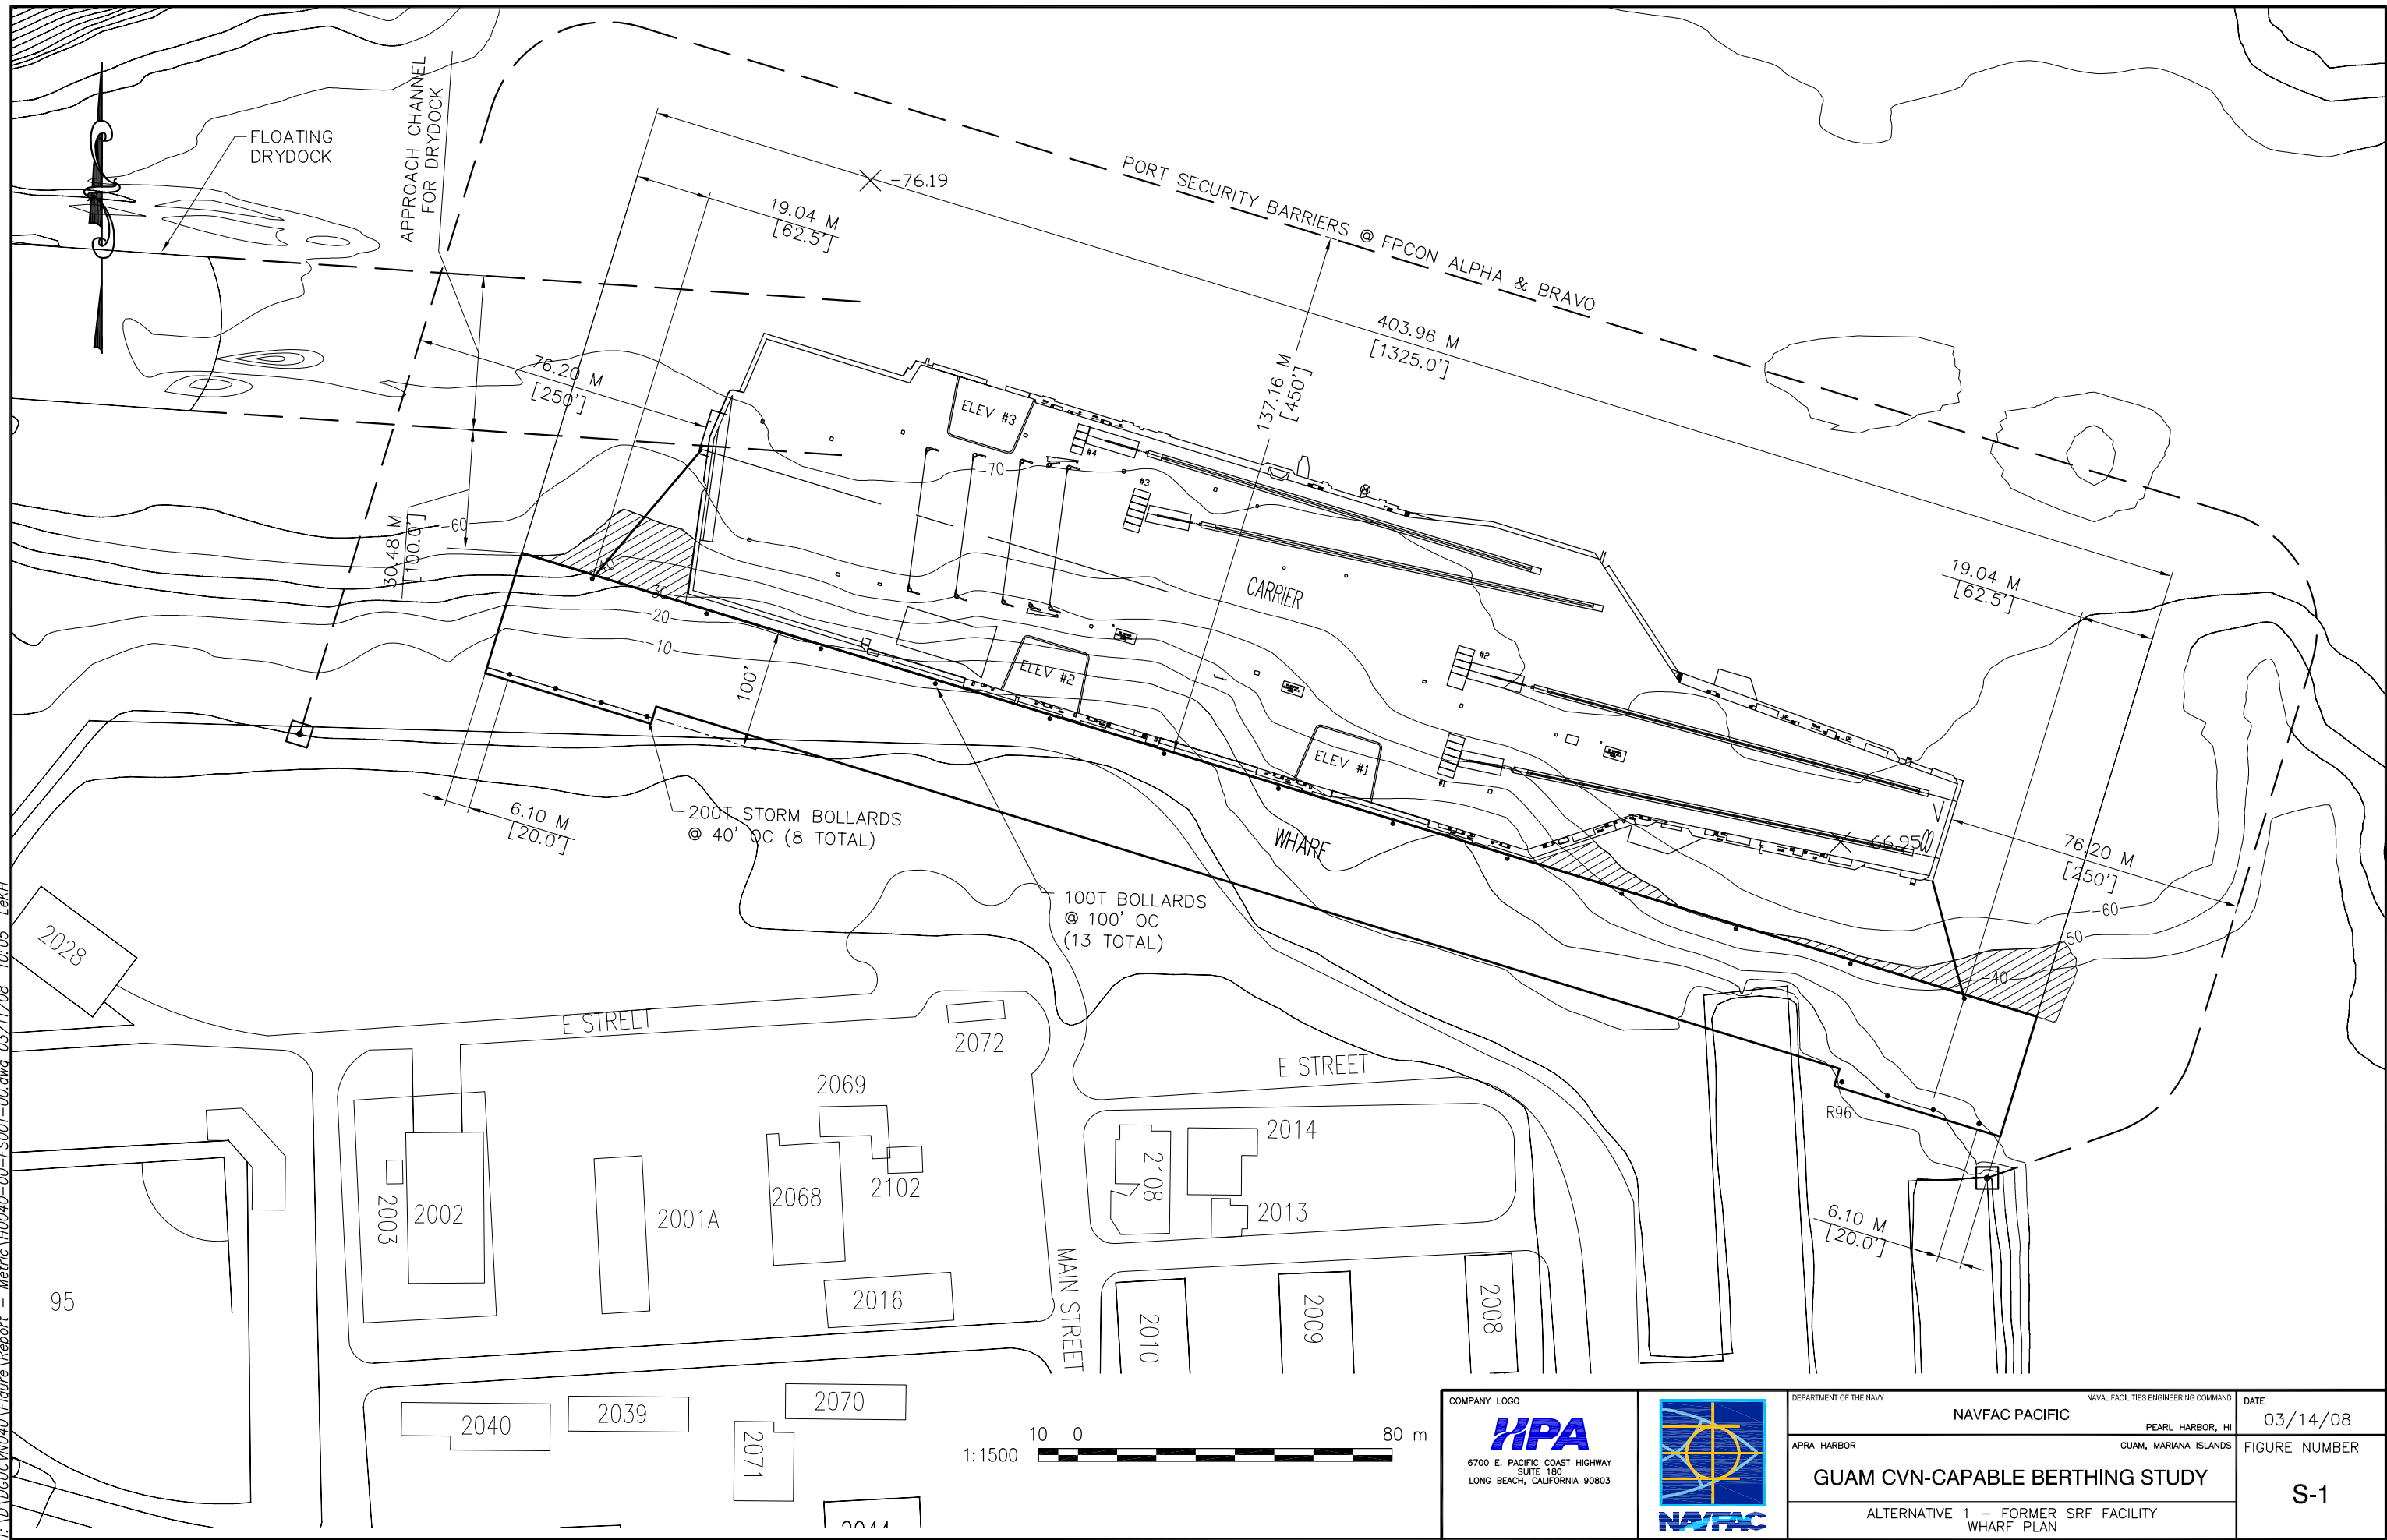 FLOATING
DRYDOCK
APPROACH CHANNEL
FOR DRYDOCK
-76.19
19.04 M
[62.5']
PORT SECURITY BARRIERS @ FPCON ALPHA & BRAVO
403.96 M
[1325.0']
137.16 M
[450']
76.20 M
[250']
ELEV #3
#4
#3
-70
-60
30.48 M
[100.0']
-30
-20
-10
100'
CARRIER
ELEV #2
#2
ELEV #1
#1
19.04 M
[62.5']
-66.95
76.20 M
[250']
-60
-50
-40
WHARF
6.10 M
[20.0']
200T STORM BOLLARDS
@ 40' OC (8 TOTAL)
100T BOLLARDS
@ 100' OC
(13 TOTAL)
R96
6.10 M
[20.0']
2028
E STREET
2072
E STREET
2069
2003
2002
2001A
2068
2102
2108
2014
2013
95
2016
MAIN STREET
2010
2009
2008
2040
2039
2070
2071
2044
1:1500
10 0 80 m
COMPANY LOGO
HPA
6700 E. PACIFIC COAST HIGHWAY
SUITE 180
LONG BEACH, CALIFORNIA 90803
NAVFAC
DEPARTMENT OF THE NAVY NAVAL FACILITIES ENGINEERING COMMAND
NAVFAC PACIFIC
PEARL HARBOR, HI
APRA HARBOR GUAM, MARIANA ISLANDS
GUAM CVN-CAPABLE BERTHING STUDY
ALTERNATIVE 1 – FORMER SRF FACILITY
WHARF PLAN
DATE
03/14/08
FIGURE NUMBER
S-1